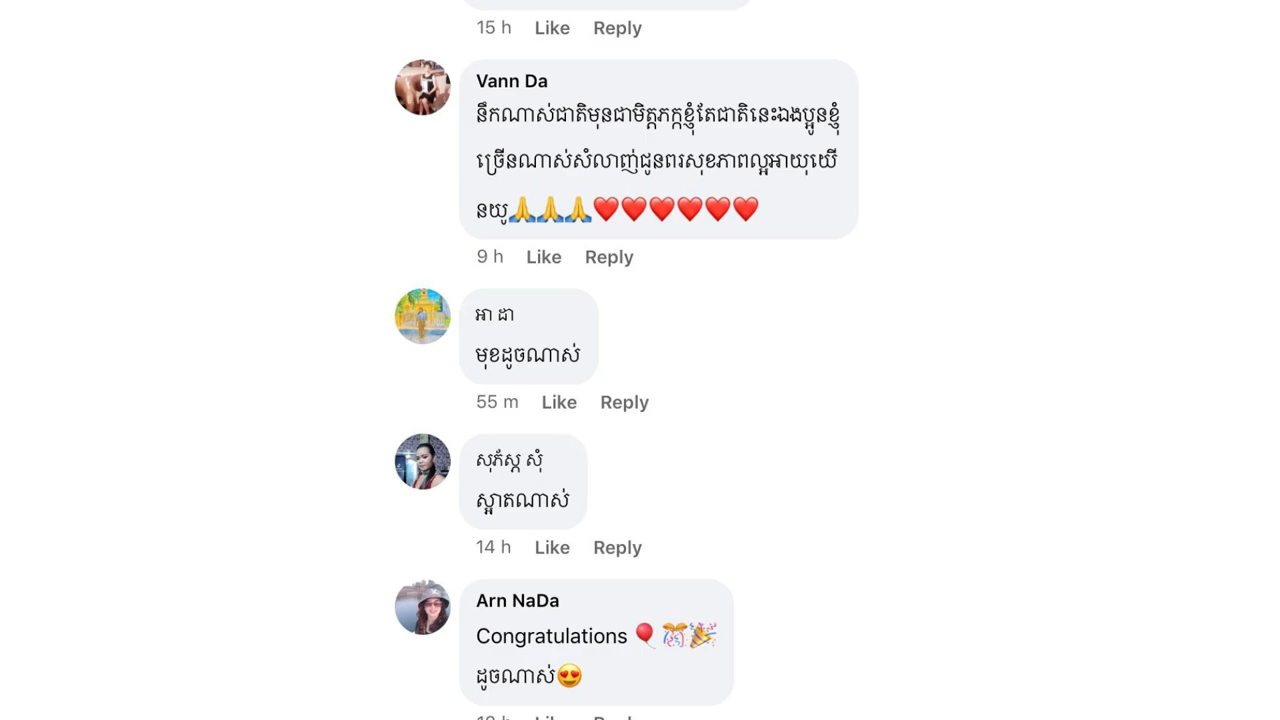 15 h Like Reply
Vann Da
នឹកណាស់ជាតិមុនជាមិត្តភក្កខ្ញុំតែជាតិនេះឯងប្អូនខ្ញុំ
ច្រើនណាស់សំលាញ់ជូនពរសុខភាពល្អអាយុយើ
នយូ🙏🙏🙏❤️❤️❤️❤️❤️❤️
9 h Like Reply
អា ដា
មុខដូចណាស់
55 m Like Reply
សុភ័ស្ត សុំ
ស្អាតណាស់
14 h Like Reply
Arn NaDa
Congratulations 🎈🎊🎉
ដូចណាស់😍
Like Reply